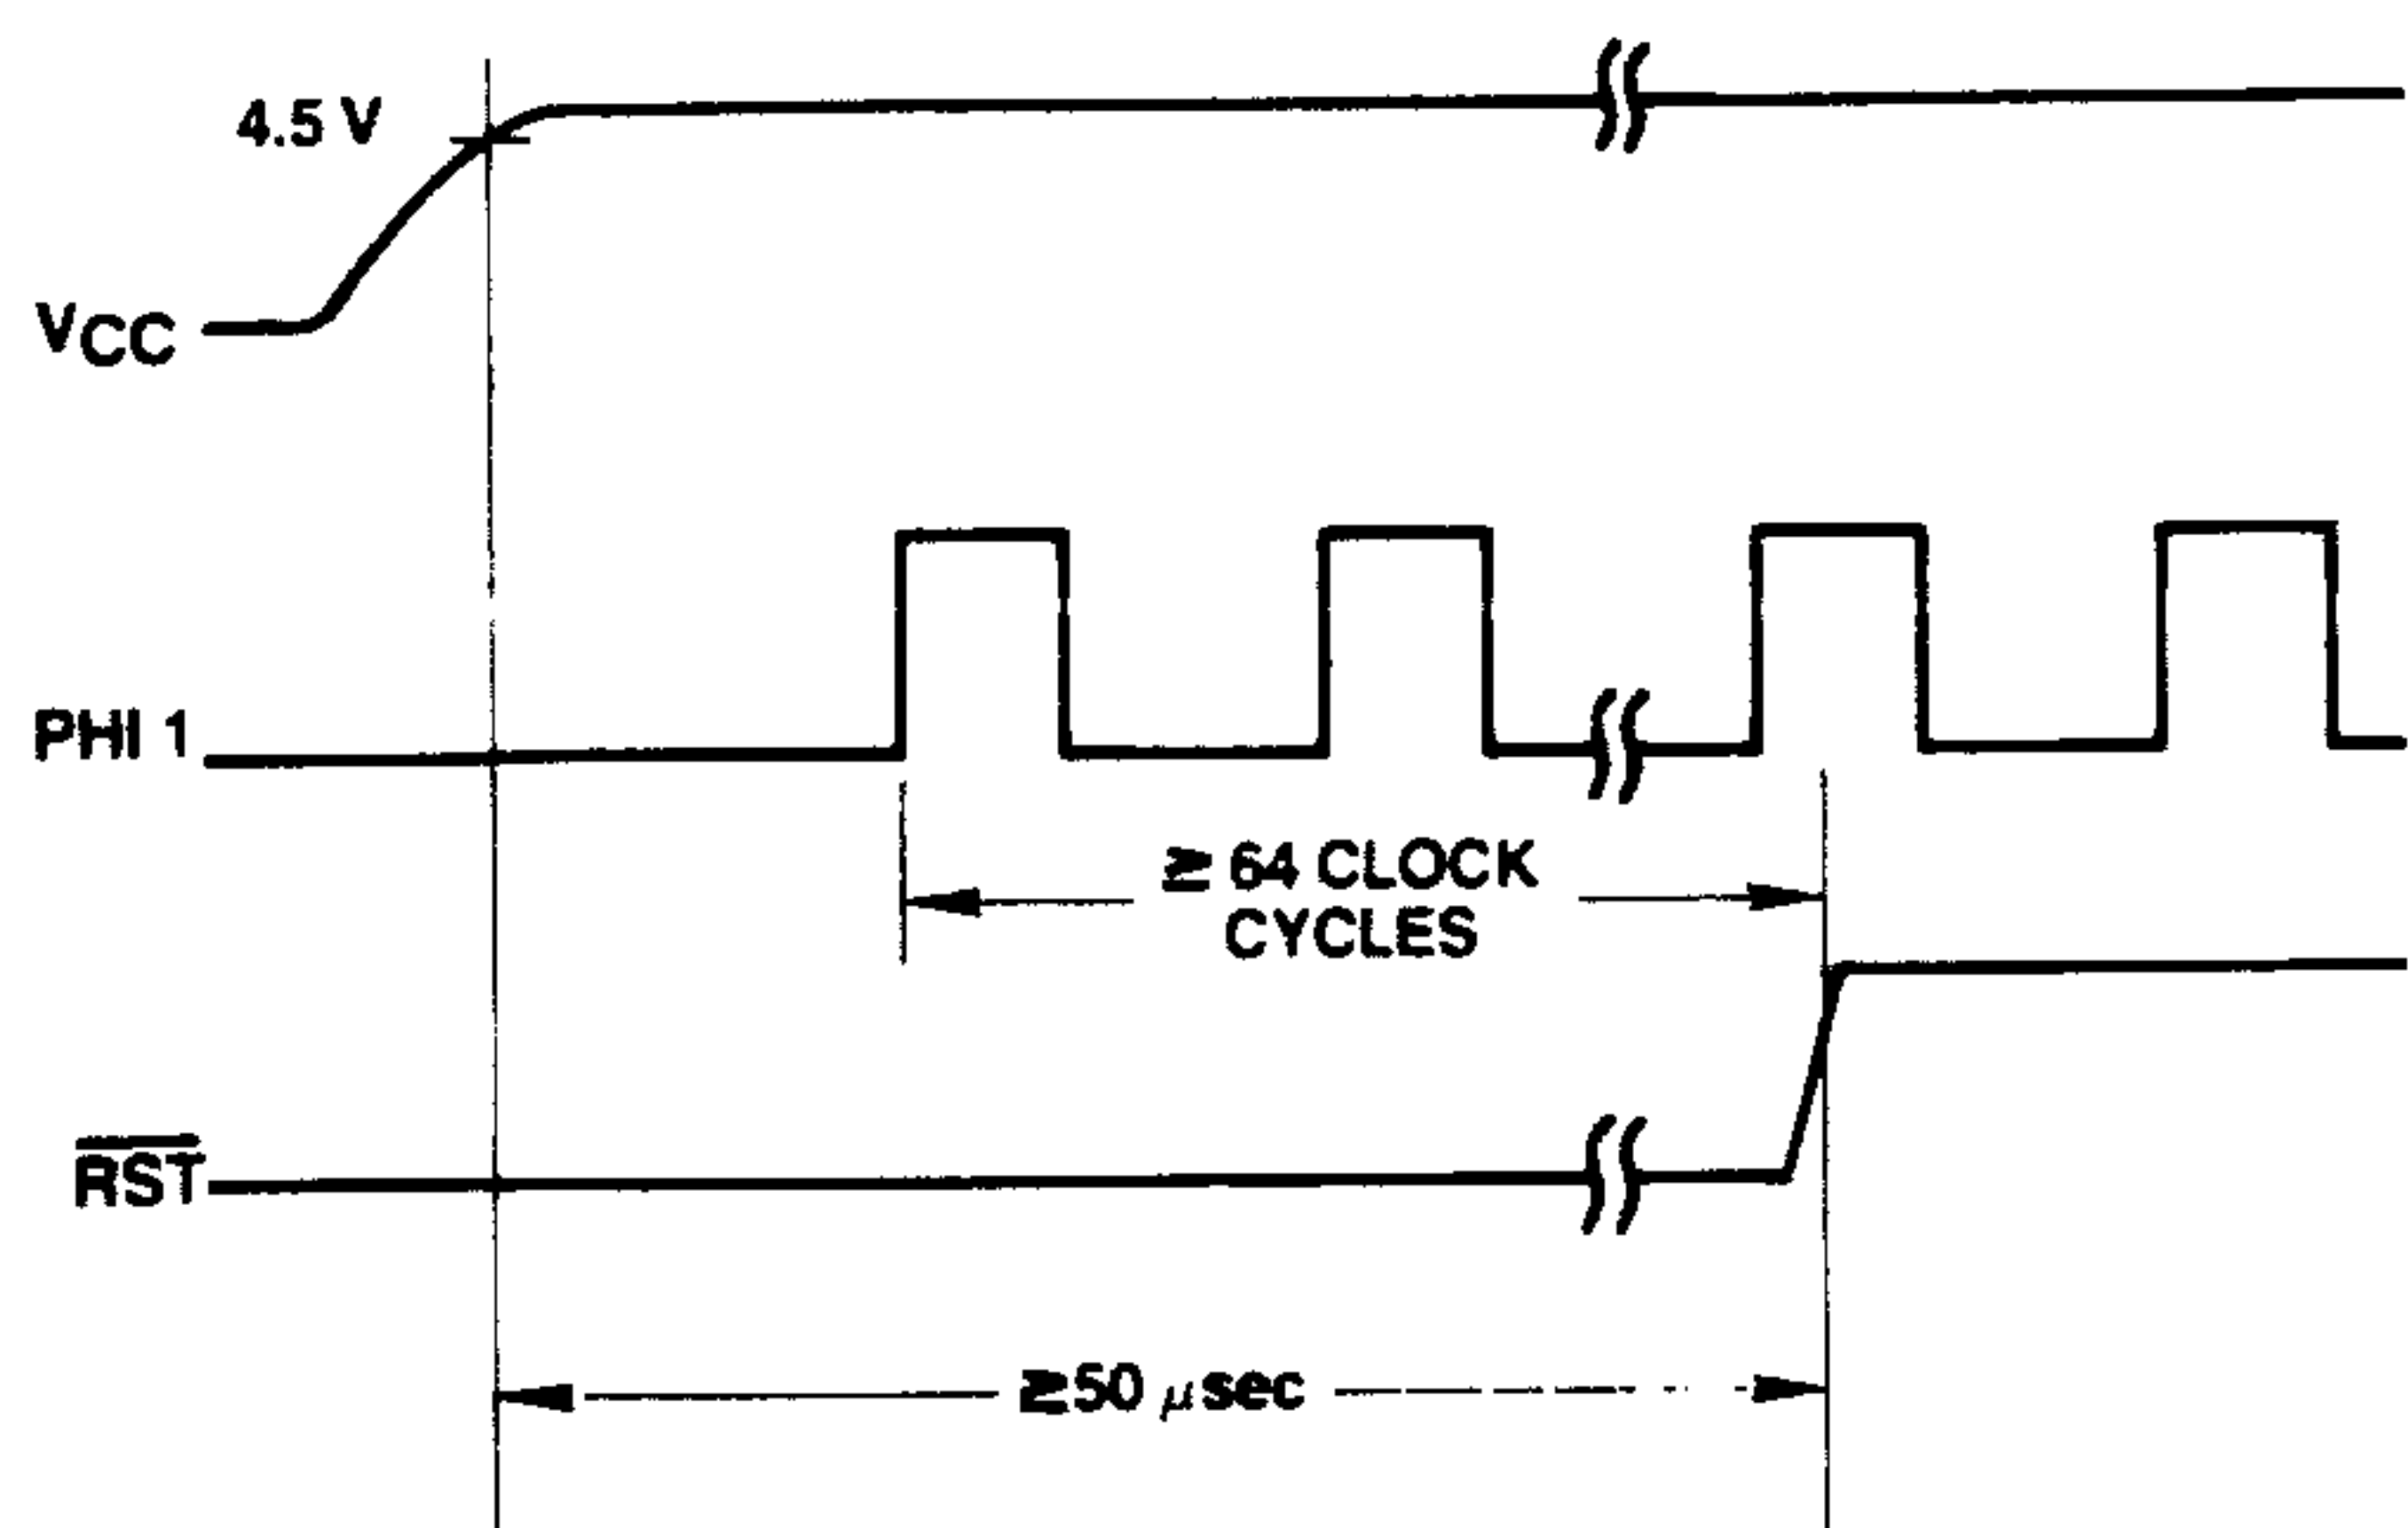 4.5 V
VCC
PHI 1
≥ 64 CLOCK
CYCLES
RST
≥50 μsec